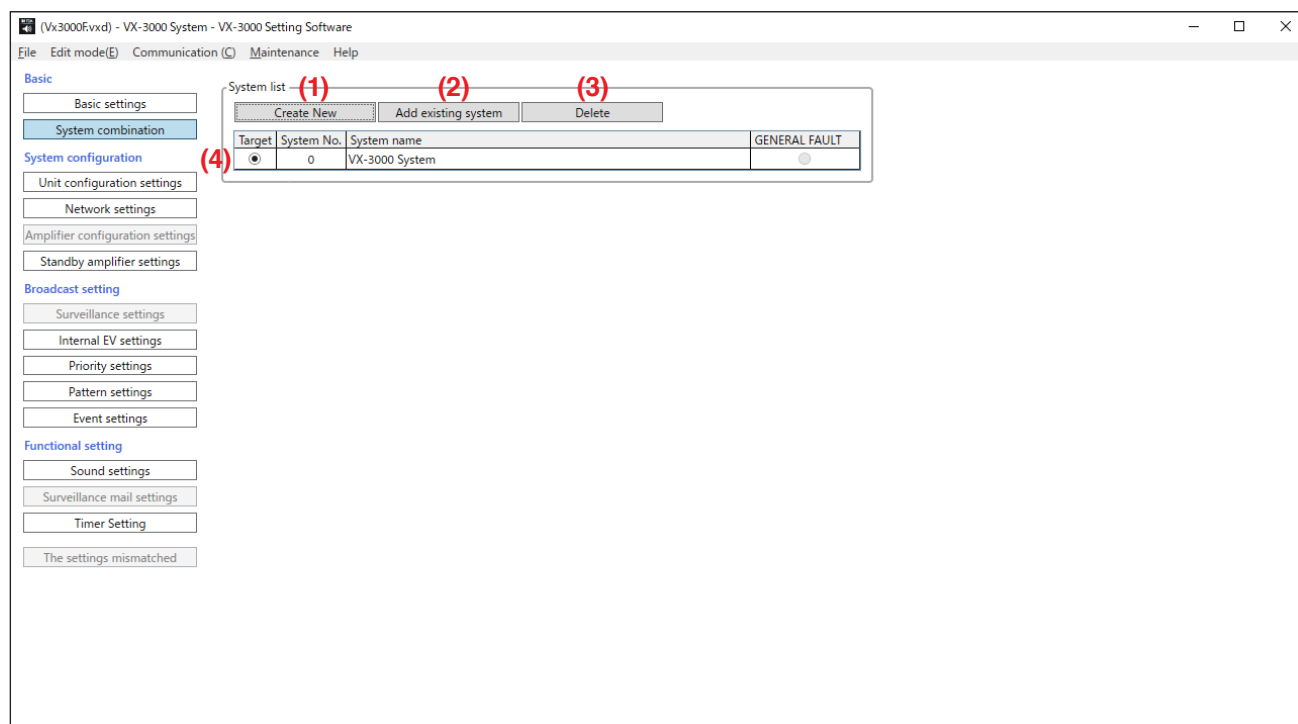 (Vx3000F.vxd) - VX-3000 System - VX-3000 Setting Software
File Edit mode(E) Communication (C) Maintenance Help
Basic
Basic settings
System combination
System configuration
Unit configuration settings
Network settings
Amplifier configuration settings
Standby amplifier settings
Broadcast setting
Surveillance settings
Internal EV settings
Priority settings
Pattern settings
Event settings
Functional setting
Sound settings
Surveillance mail settings
Timer Setting
The settings mismatched
System list
(1) (2) (3)
Create New Add existing system Delete
Target System No. System name GENERAL FAULT
(4) 0 VX-3000 System